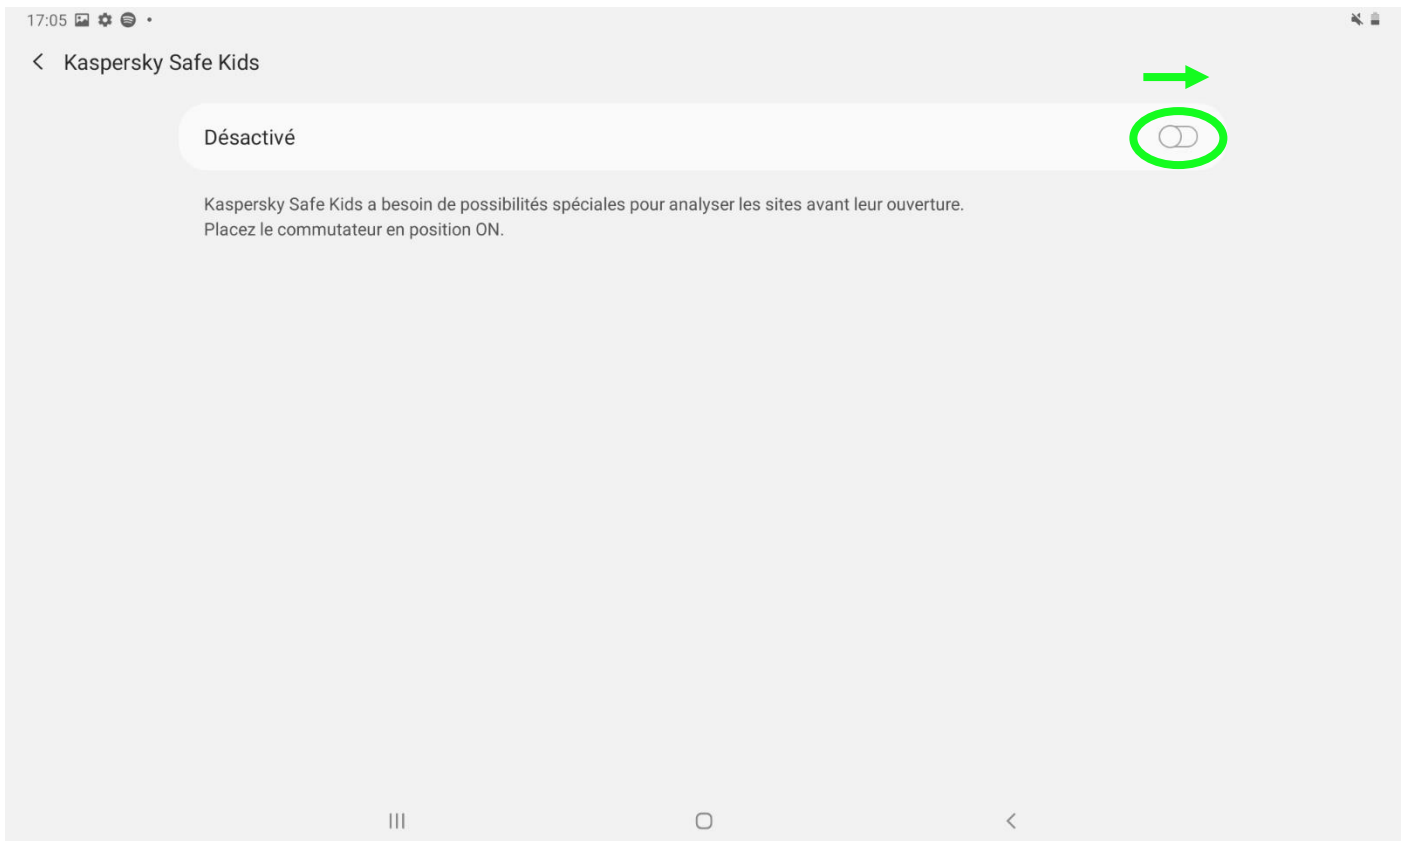 17:05
Kaspersky Safe Kids
Désactivé
Kaspersky Safe Kids a besoin de possibilités spéciales pour analyser les sites avant leur ouverture.
Placez le commutateur en position ON.